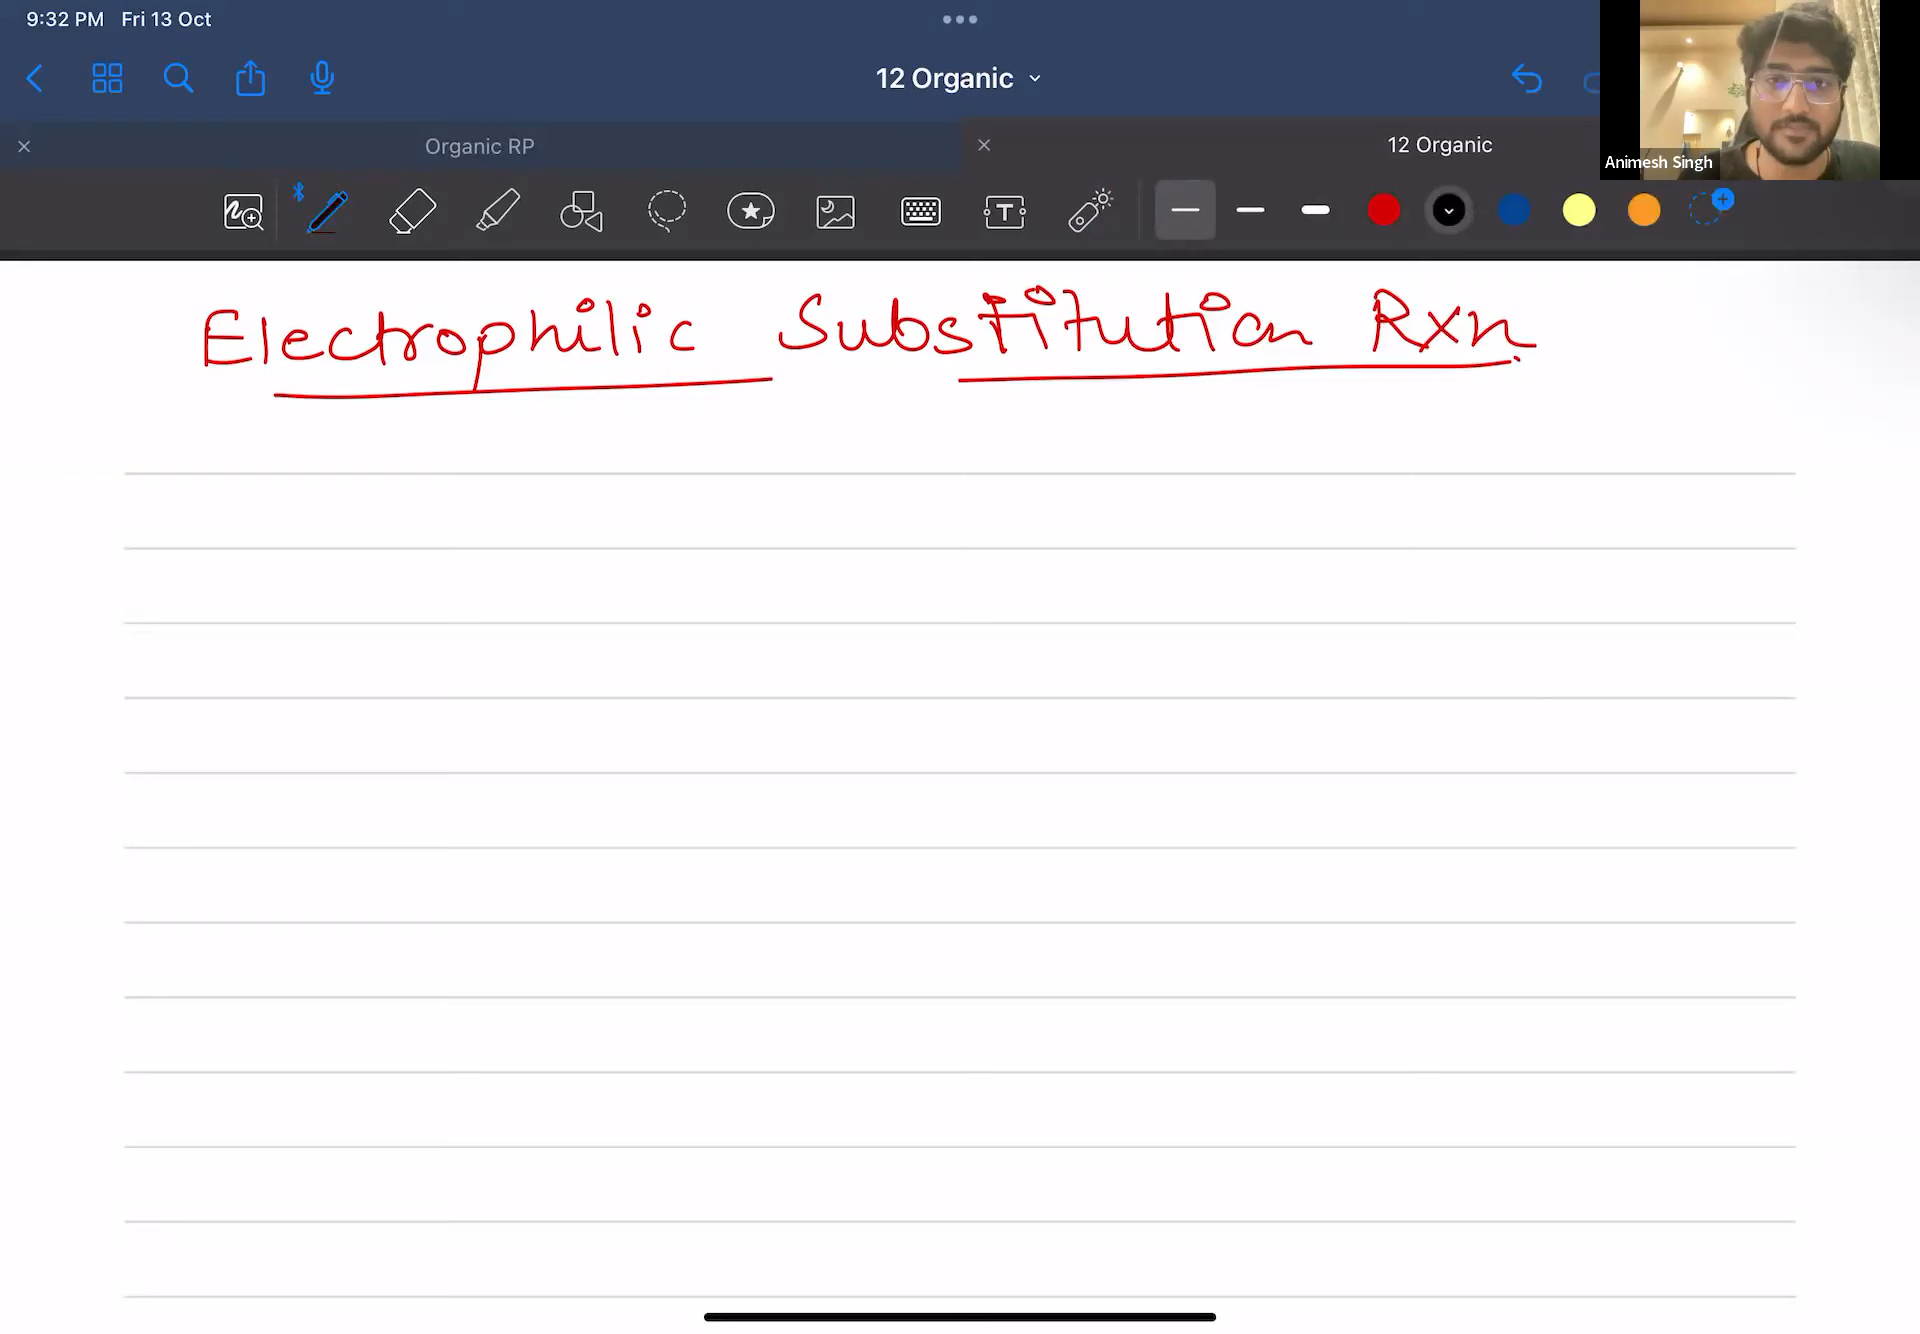 9:32 PM Fri 13 Oct
12 Organic
Organic RP
12 Organic
Animesh Singh
T
Electrophilic Substitution Rxn.